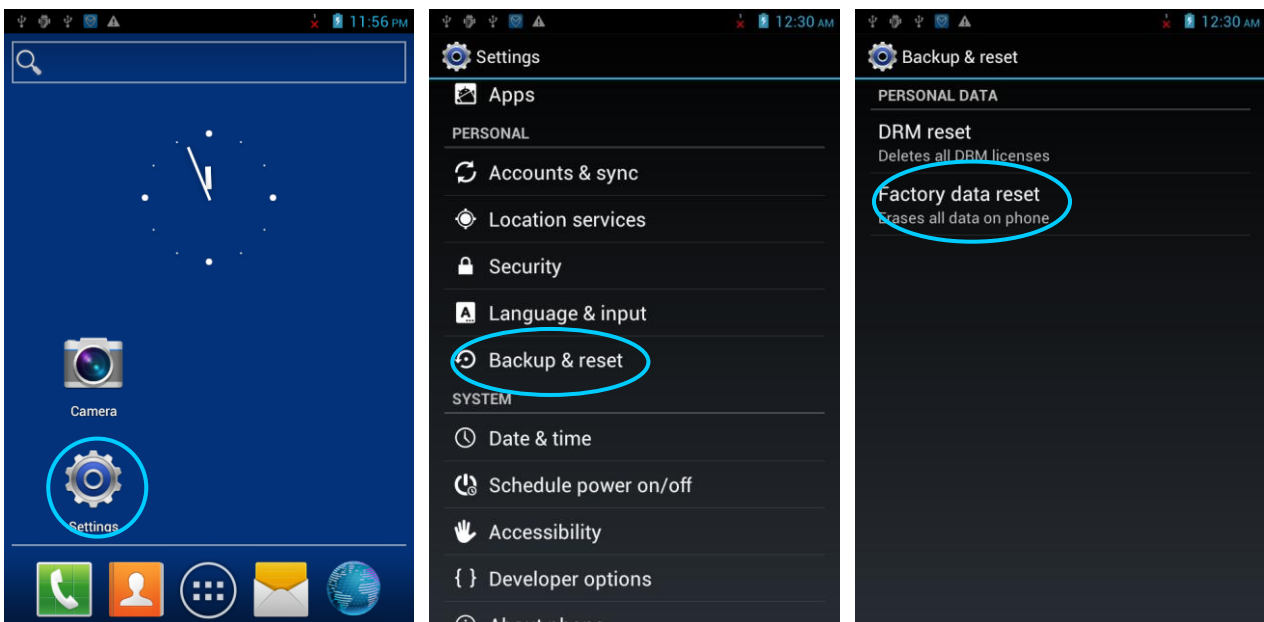 11:56 PM
Camera
Settings
12:30 AM
Settings
Apps
PERSONAL
Accounts & sync
Location services
Security
Language & input
Backup & reset
SYSTEM
Date & time
Schedule power on/off
Accessibility
{ } Developer options
About phone
12:30 AM
Backup & reset
PERSONAL DATA
DRM reset
Deletes all DRM licenses
Factory data reset
Erases all data on phone